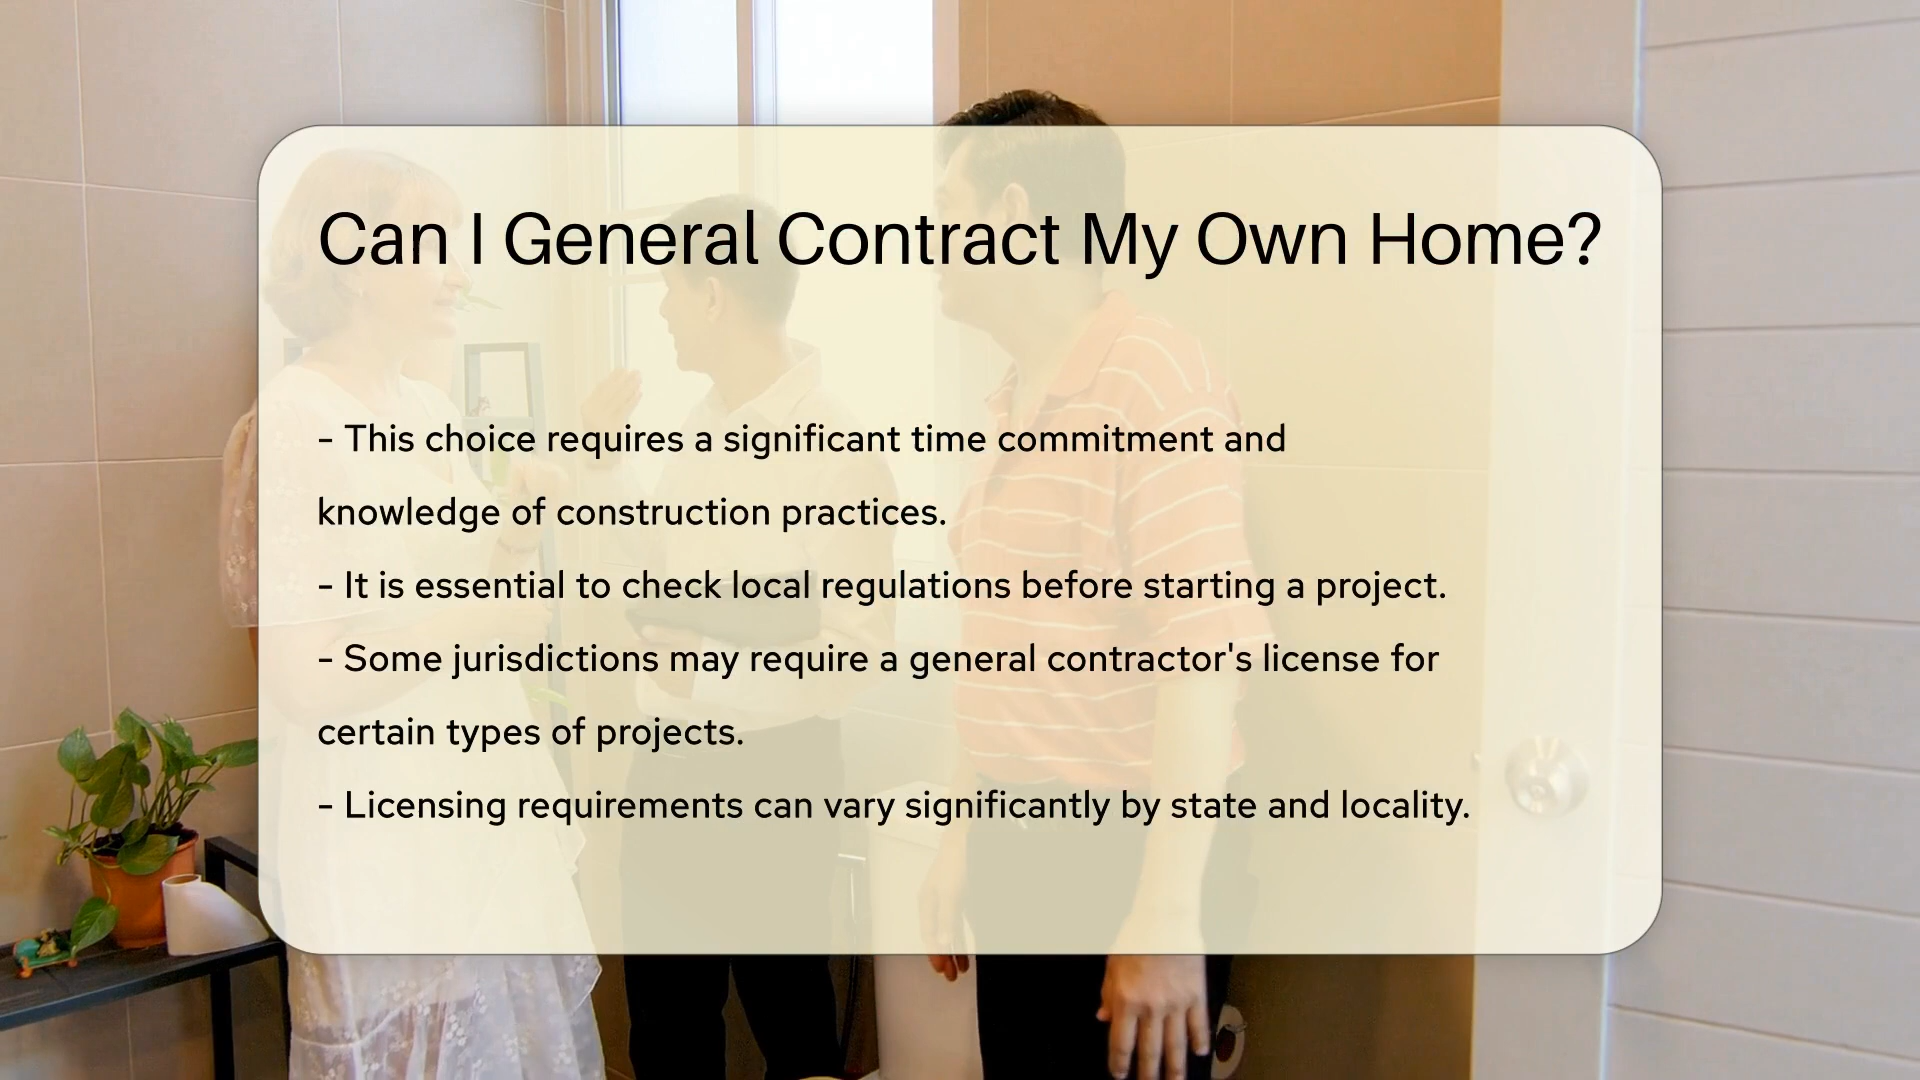 Can I General Contract My Own Home?
- This choice requires a significant time commitment and
knowledge of construction practices.
- It is essential to check local regulations before starting a project.
- Some jurisdictions may require a general contractor's license for
certain types of projects.
- Licensing requirements can vary significantly by state and locality.